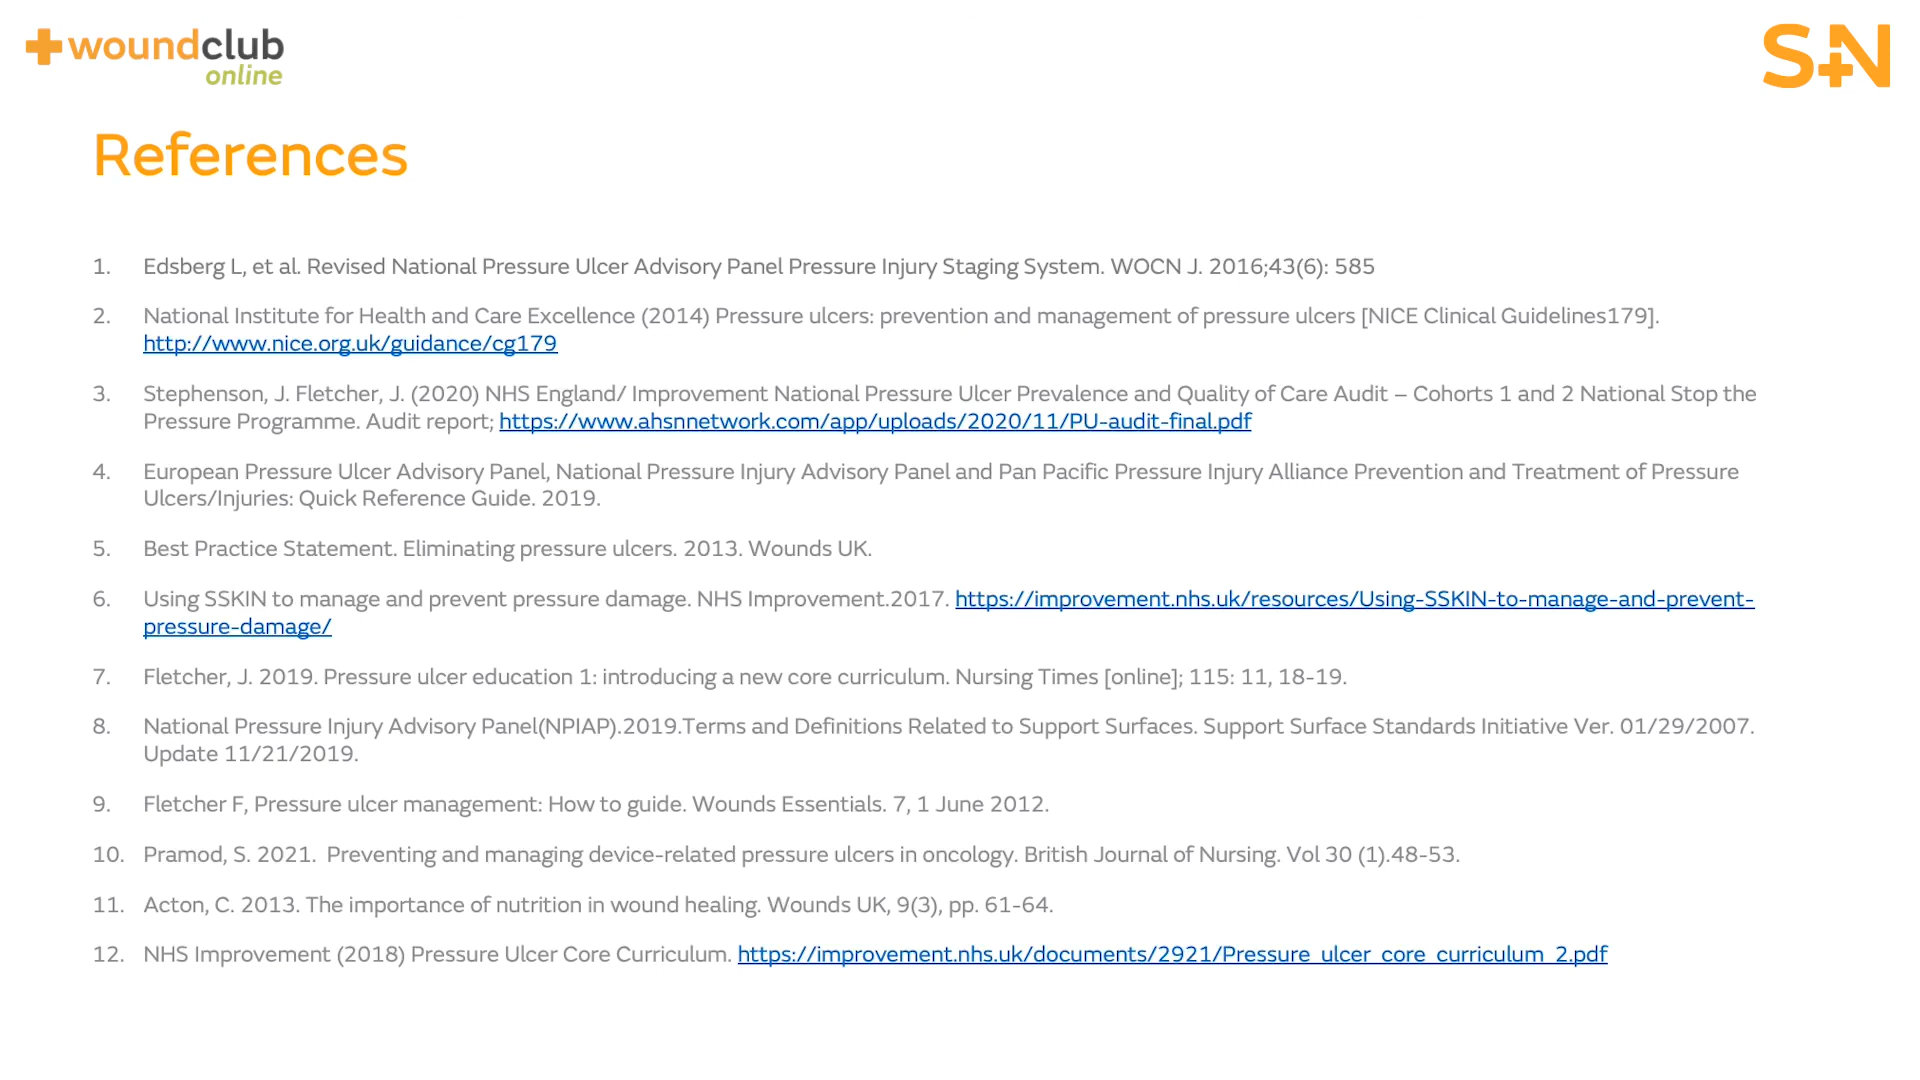 woundclub
online
S+N
References
1. Edsberg L, et al. Revised National Pressure Ulcer Advisory Panel Pressure Injury Staging System. WOCN J. 2016;43(6): 585
2. National Institute for Health and Care Excellence (2014) Pressure ulcers: prevention and management of pressure ulcers [NICE Clinical Guidelines179].
http://www.nice.org.uk/guidance/cg179
3. Stephenson, J. Fletcher, J. (2020) NHS England/ Improvement National Pressure Ulcer Prevalence and Quality of Care Audit – Cohorts 1 and 2 National Stop the
Pressure Programme. Audit report; https://www.ahsnnetwork.com/app/uploads/2020/11/PU-audit-final.pdf
4. European Pressure Ulcer Advisory Panel, National Pressure Injury Advisory Panel and Pan Pacific Pressure Injury Alliance Prevention and Treatment of Pressure
Ulcers/Injuries: Quick Reference Guide. 2019.
5. Best Practice Statement. Eliminating pressure ulcers. 2013. Wounds UK.
6. Using SSKIN to manage and prevent pressure damage. NHS Improvement.2017. https://improvement.nhs.uk/resources/Using-SSKIN-to-manage-and-prevent-
pressure-damage/
7. Fletcher, J. 2019. Pressure ulcer education 1: introducing a new core curriculum. Nursing Times [online]; 115: 11, 18-19.
8. National Pressure Injury Advisory Panel(NPIAP).2019.Terms and Definitions Related to Support Surfaces. Support Surface Standards Initiative Ver. 01/29/2007.
Update 11/21/2019.
9. Fletcher F, Pressure ulcer management: How to guide. Wounds Essentials. 7, 1 June 2012.
10. Pramod, S. 2021.  Preventing and managing device-related pressure ulcers in oncology. British Journal of Nursing. Vol 30 (1).48-53.
11. Acton, C. 2013. The importance of nutrition in wound healing. Wounds UK, 9(3), pp. 61-64.
12. NHS Improvement (2018) Pressure Ulcer Core Curriculum. https://improvement.nhs.uk/documents/2921/Pressure_ulcer_core_curriculum_2.pdf